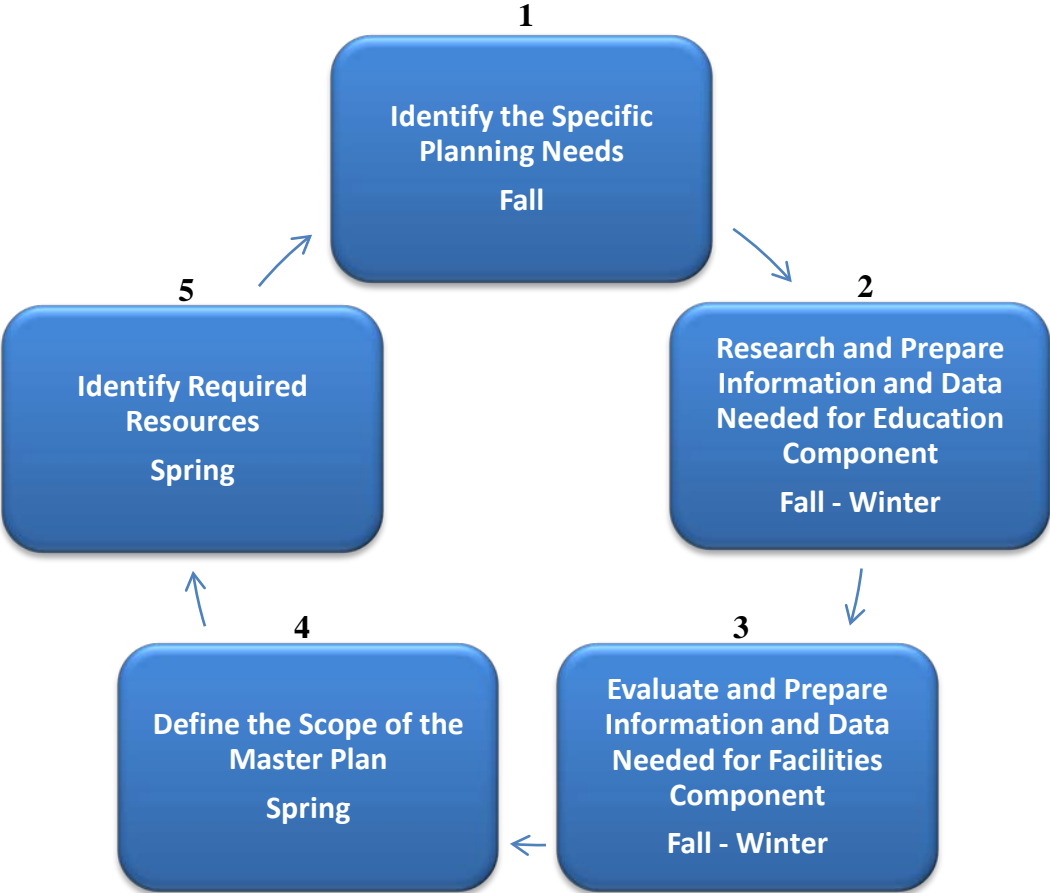 1
Identify the Specific
Planning Needs
Fall
2
Research and Prepare
Information and Data
Needed for Education
Component
Fall - Winter
3
Evaluate and Prepare
Information and Data
Needed for Facilities
Component
Fall - Winter
4
Define the Scope of the
Master Plan
Spring
5
Identify Required
Resources
Spring